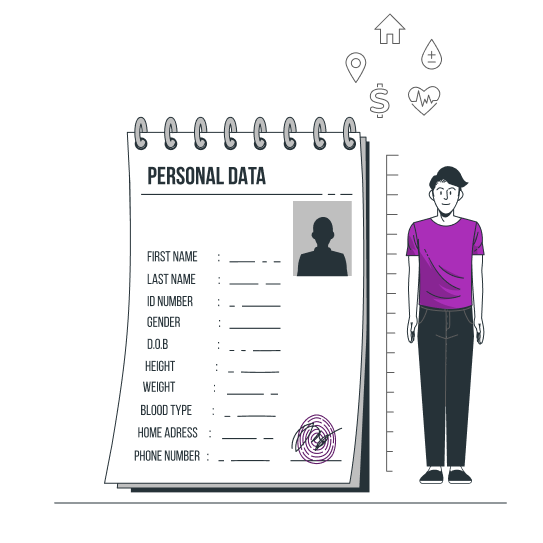 PERSONAL DATA
FIRST NAME :
LAST NAME :
ID NUMBER :
GENDER :
D.O.B :
HEIGHT :
WEIGHT :
BLOOD TYPE :
HOME ADRESS :
PHONE NUMBER :